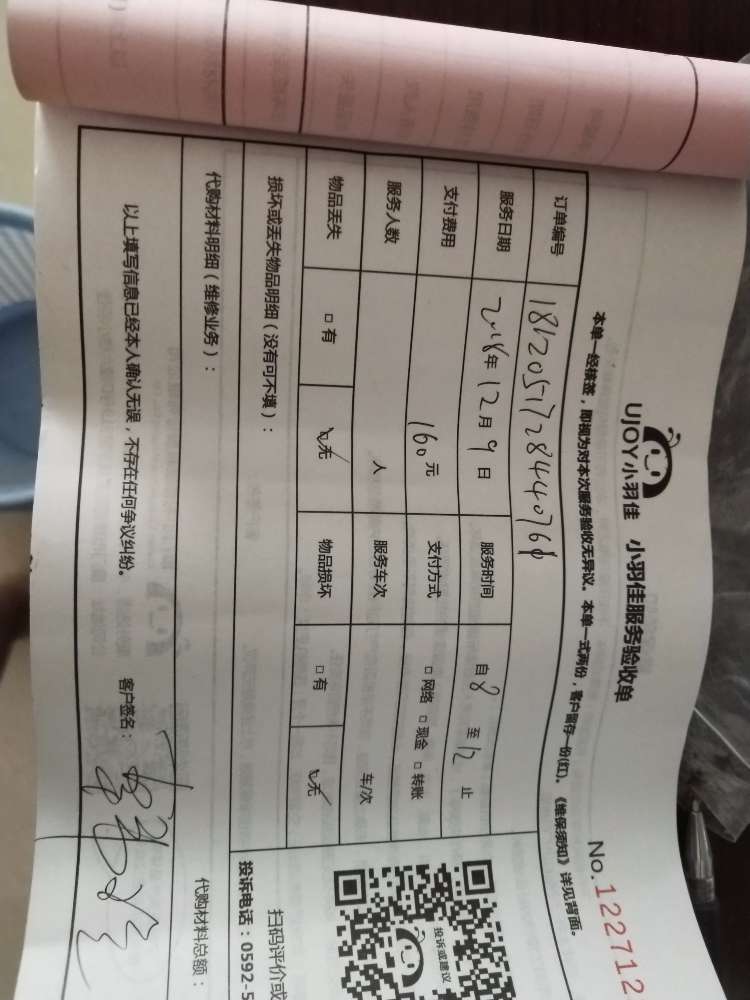 UJOY小羽佳 小羽佳服务验收单
No.122712
本单一经核签，即视为对本次服务验收无异议。本单一式两份，客户留存一份(红)。《维保须知》详见背面。
订单编号 18120517284440761
服务日期 2018年12月9日 服务时间 自8至12止
支付费用 160元 支付方式 □网络 □现金 □转账
服务人数 人 服务车次 车/次
物品丢失 □有 ☑无 物品损坏 □有 ☑无
损坏或丢失物品明细（没有可不填）：
代购材料明细（维修业务）： 代购材料总额：
以上填写信息已经本人确认无误，不存在任何争议纠纷。 客户签名：
投诉或建议
扫码评价或
投诉电话：0592-5